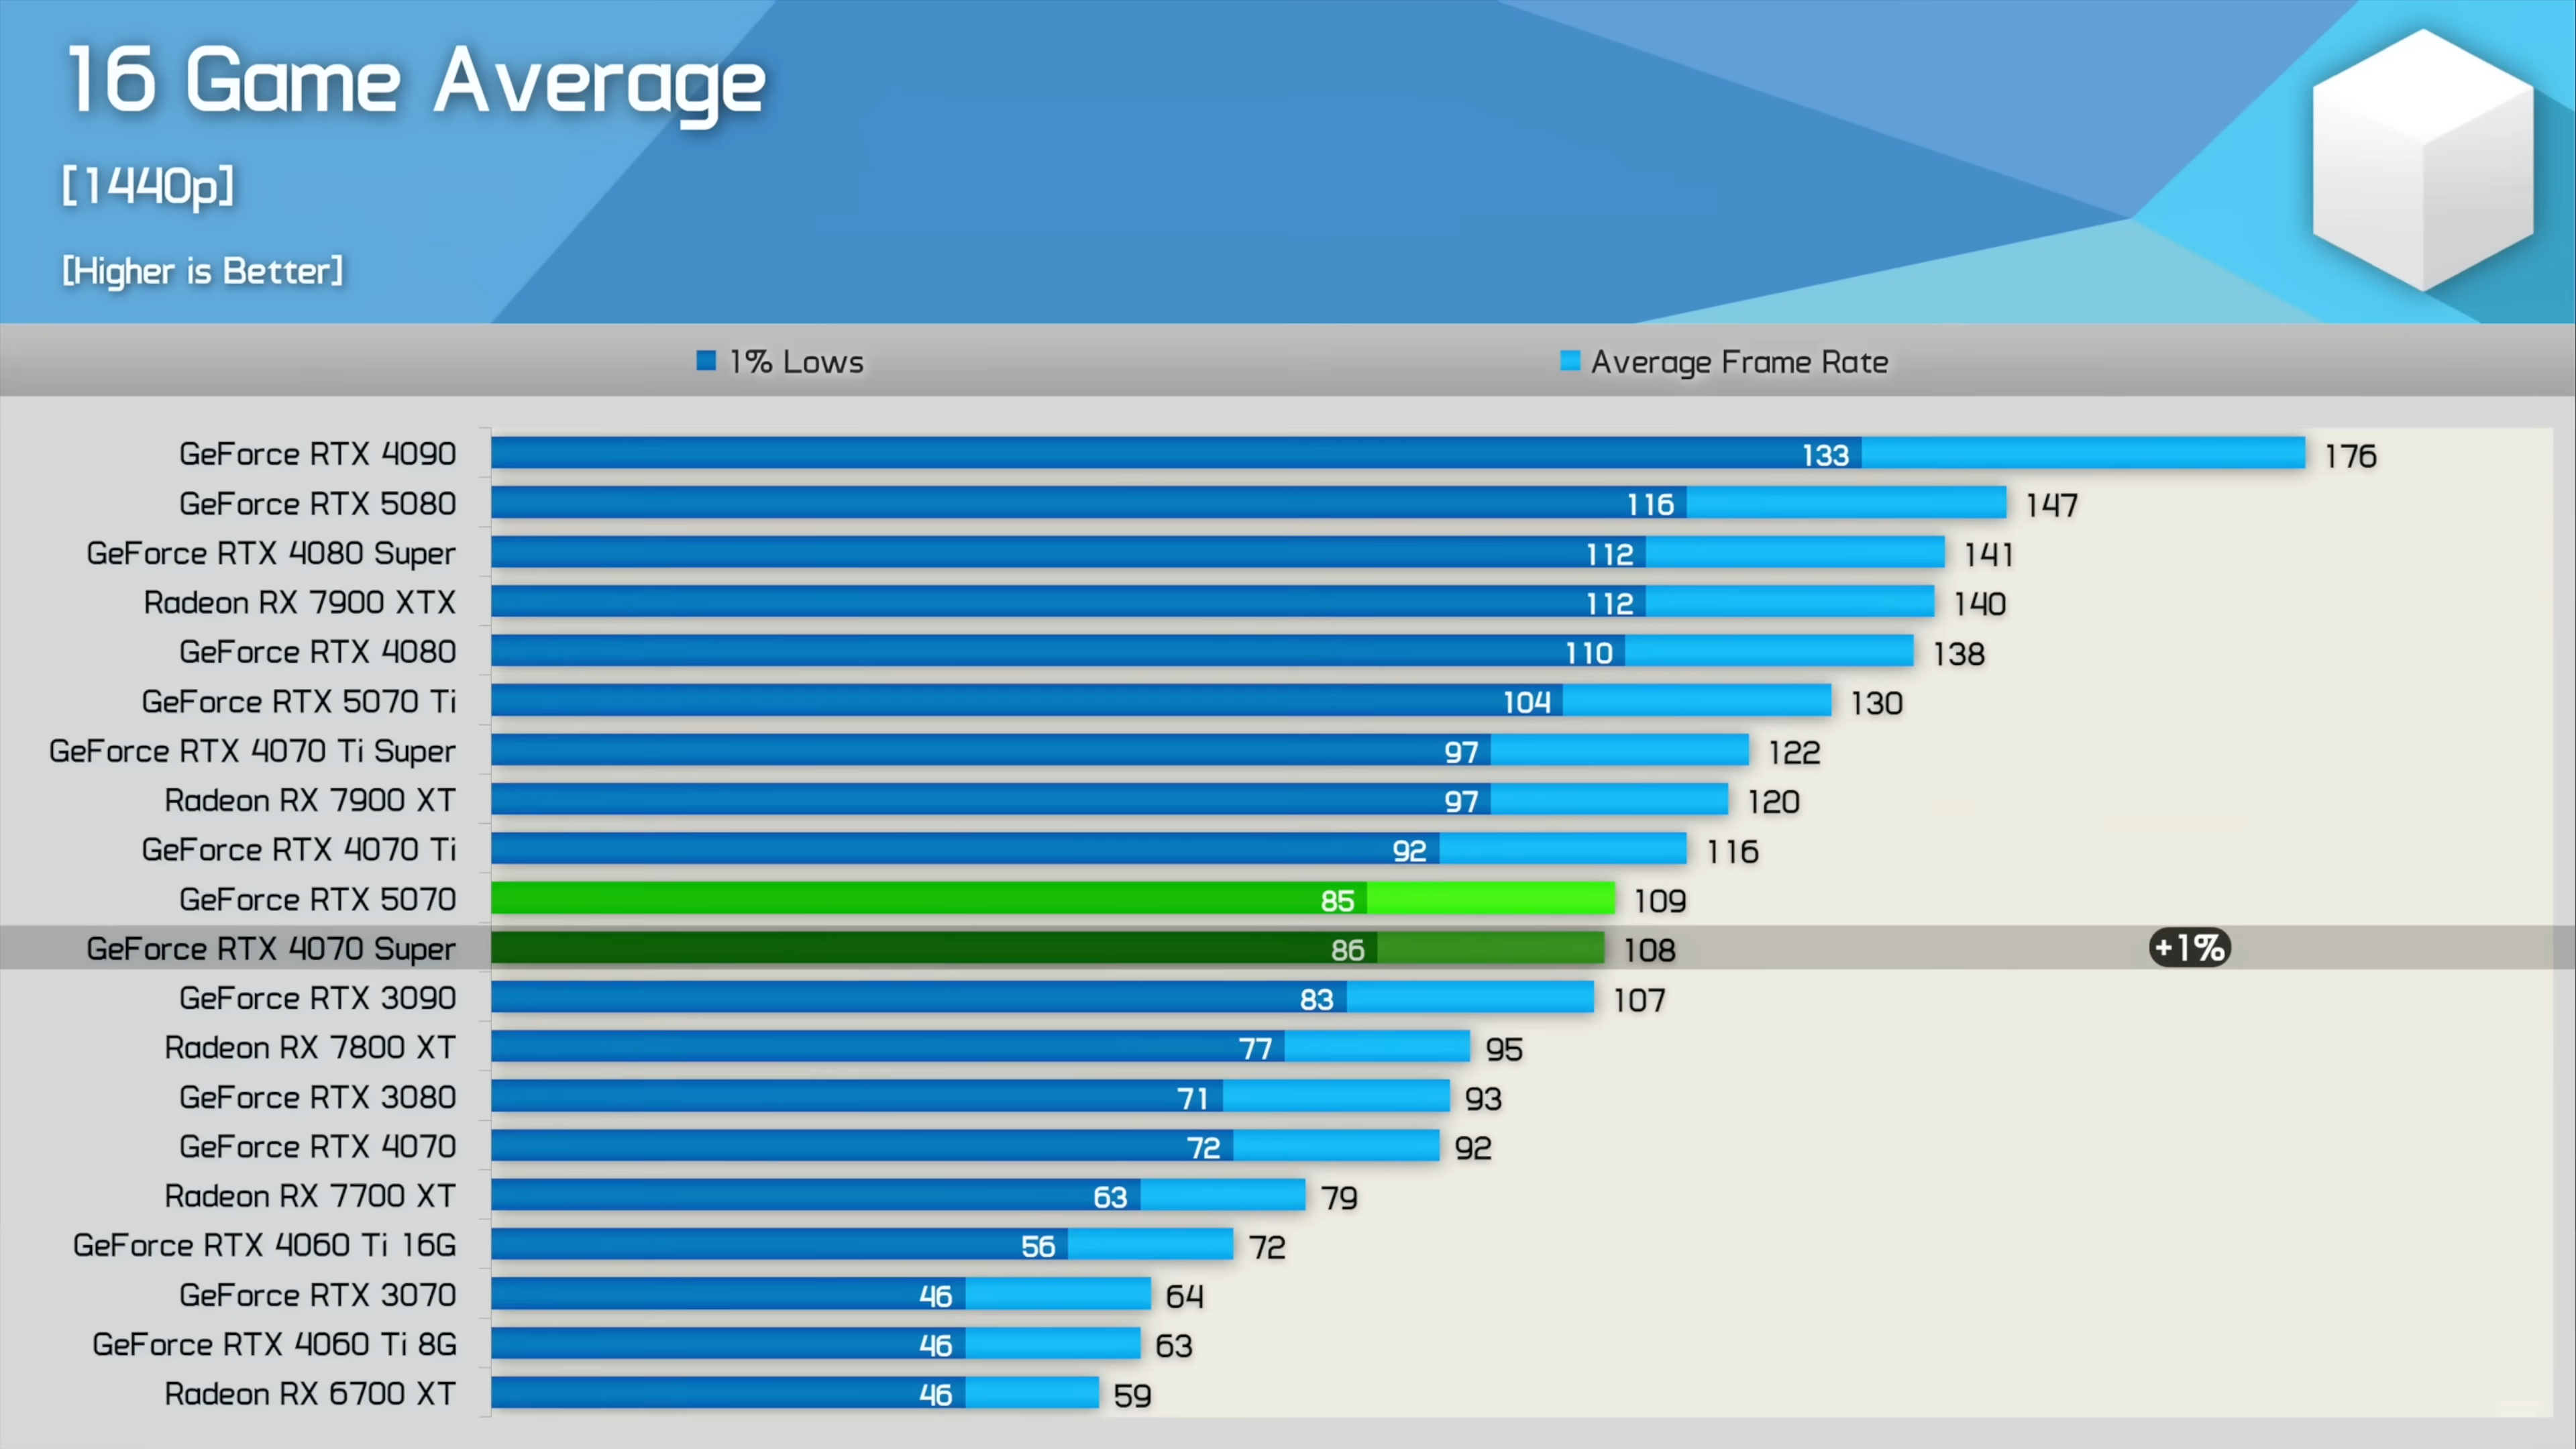 16 Game Average
[1440p]
[Higher is Better]
1% Lows Average Frame Rate
GeForce RTX 4090 133 176
GeForce RTX 5080 116 147
GeForce RTX 4080 Super 112 141
Radeon RX 7900 XTX 112 140
GeForce RTX 4080 110 138
GeForce RTX 5070 Ti 104 130
GeForce RTX 4070 Ti Super 97 122
Radeon RX 7900 XT 97 120
GeForce RTX 4070 Ti 92 116
GeForce RTX 5070 85 109
GeForce RTX 4070 Super 86 108 +1%
GeForce RTX 3090 83 107
Radeon RX 7800 XT 77 95
GeForce RTX 3080 71 93
GeForce RTX 4070 72 92
Radeon RX 7700 XT 63 79
GeForce RTX 4060 Ti 16G 56 72
GeForce RTX 3070 46 64
GeForce RTX 4060 Ti 8G 46 63
Radeon RX 6700 XT 46 59